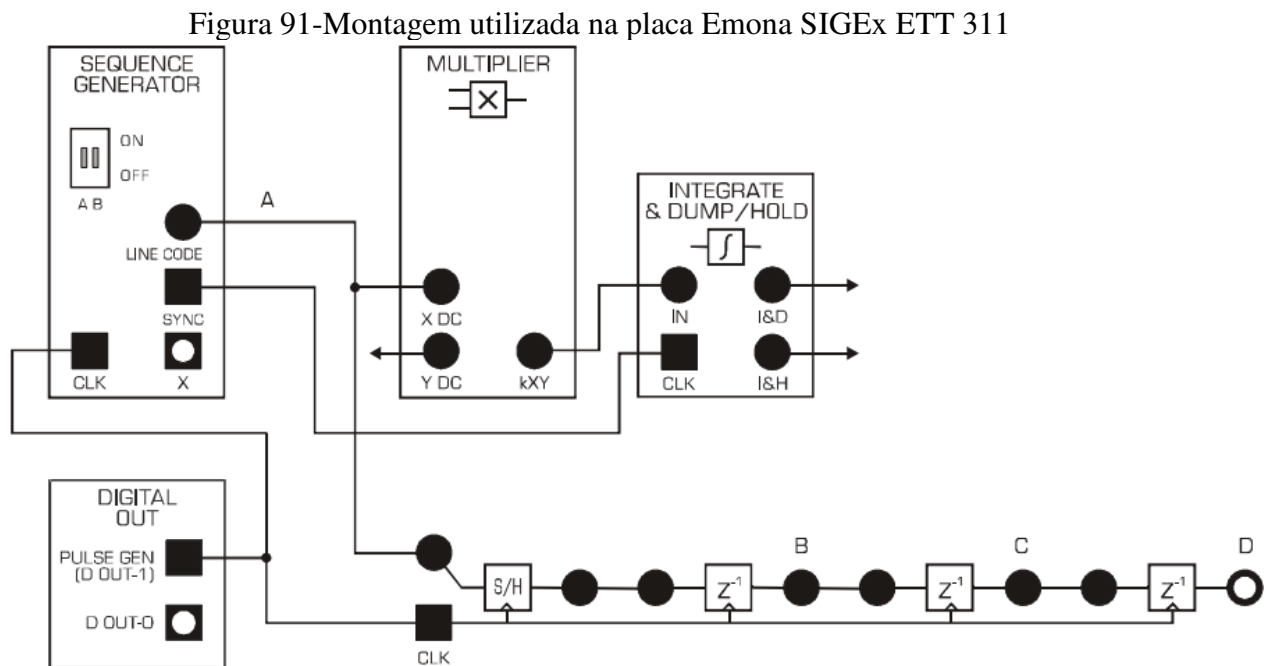 Figura 91-Montagem utilizada na placa Emona SIGEx ETT 311
SEQUENCE
GENERATOR
ON
OFF
A B
LINE CODE
SYNC
CLK
X
A
MULTIPLIER
X
X DC
Y DC
kXY
INTEGRATE
& DUMP/HOLD
∫
IN
I&D
CLK
I&H
DIGITAL
OUT
PULSE GEN
(D OUT-1)
D OUT-0
CLK
S/H
Z-1
B
Z-1
C
Z-1
D